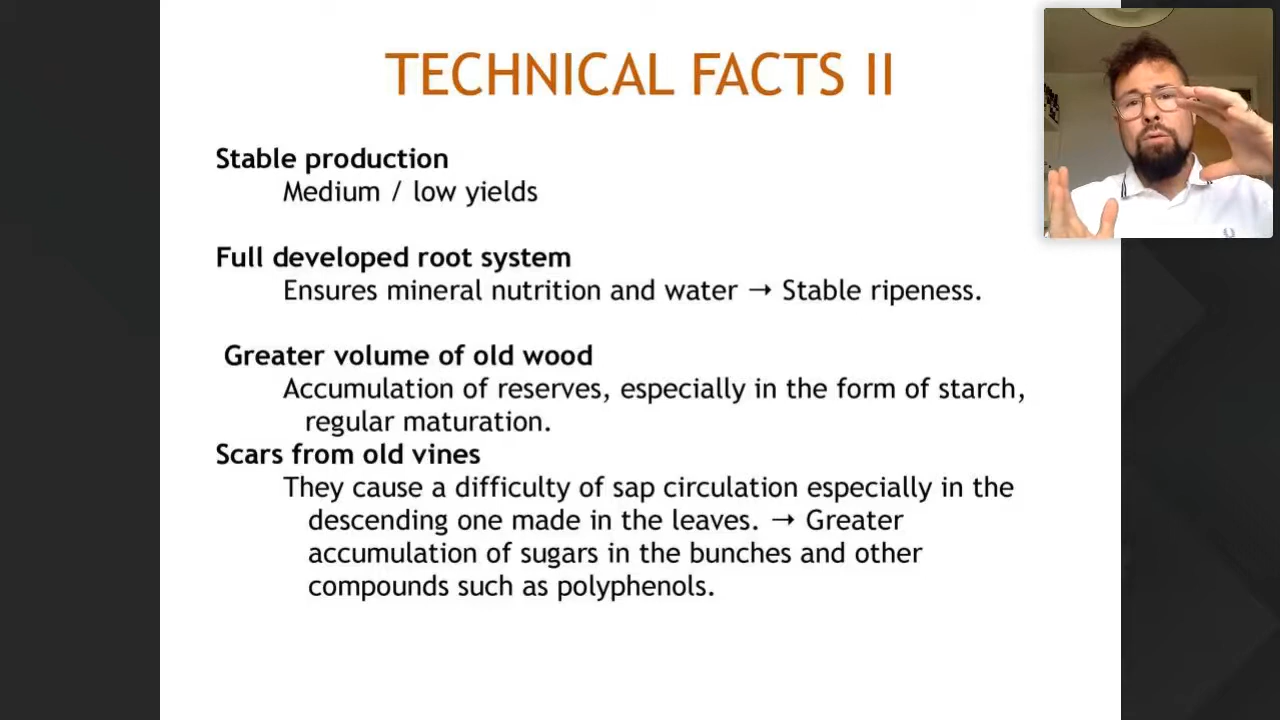 TECHNICAL FACTS II
Stable production
Medium / low yields
Full developed root system
Ensures mineral nutrition and water → Stable ripeness.
Greater volume of old wood
Accumulation of reserves, especially in the form of starch,
regular maturation.
Scars from old vines
They cause a difficulty of sap circulation especially in the
descending one made in the leaves. → Greater
accumulation of sugars in the bunches and other
compounds such as polyphenols.